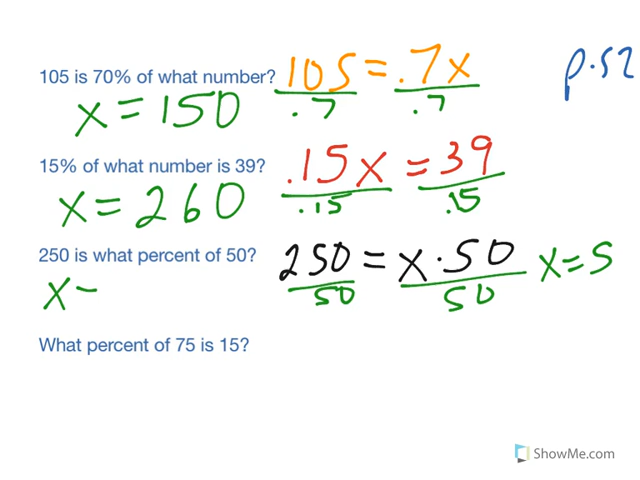 p.52
105 is 70% of what number? 105 = .7x
.7 .7
x = 150
15% of what number is 39? .15x = 39
.15 .15
x = 260
250 is what percent of 50? 250 = x · 50 x = 5
50 50
x =
What percent of 75 is 15?
ShowMe.com